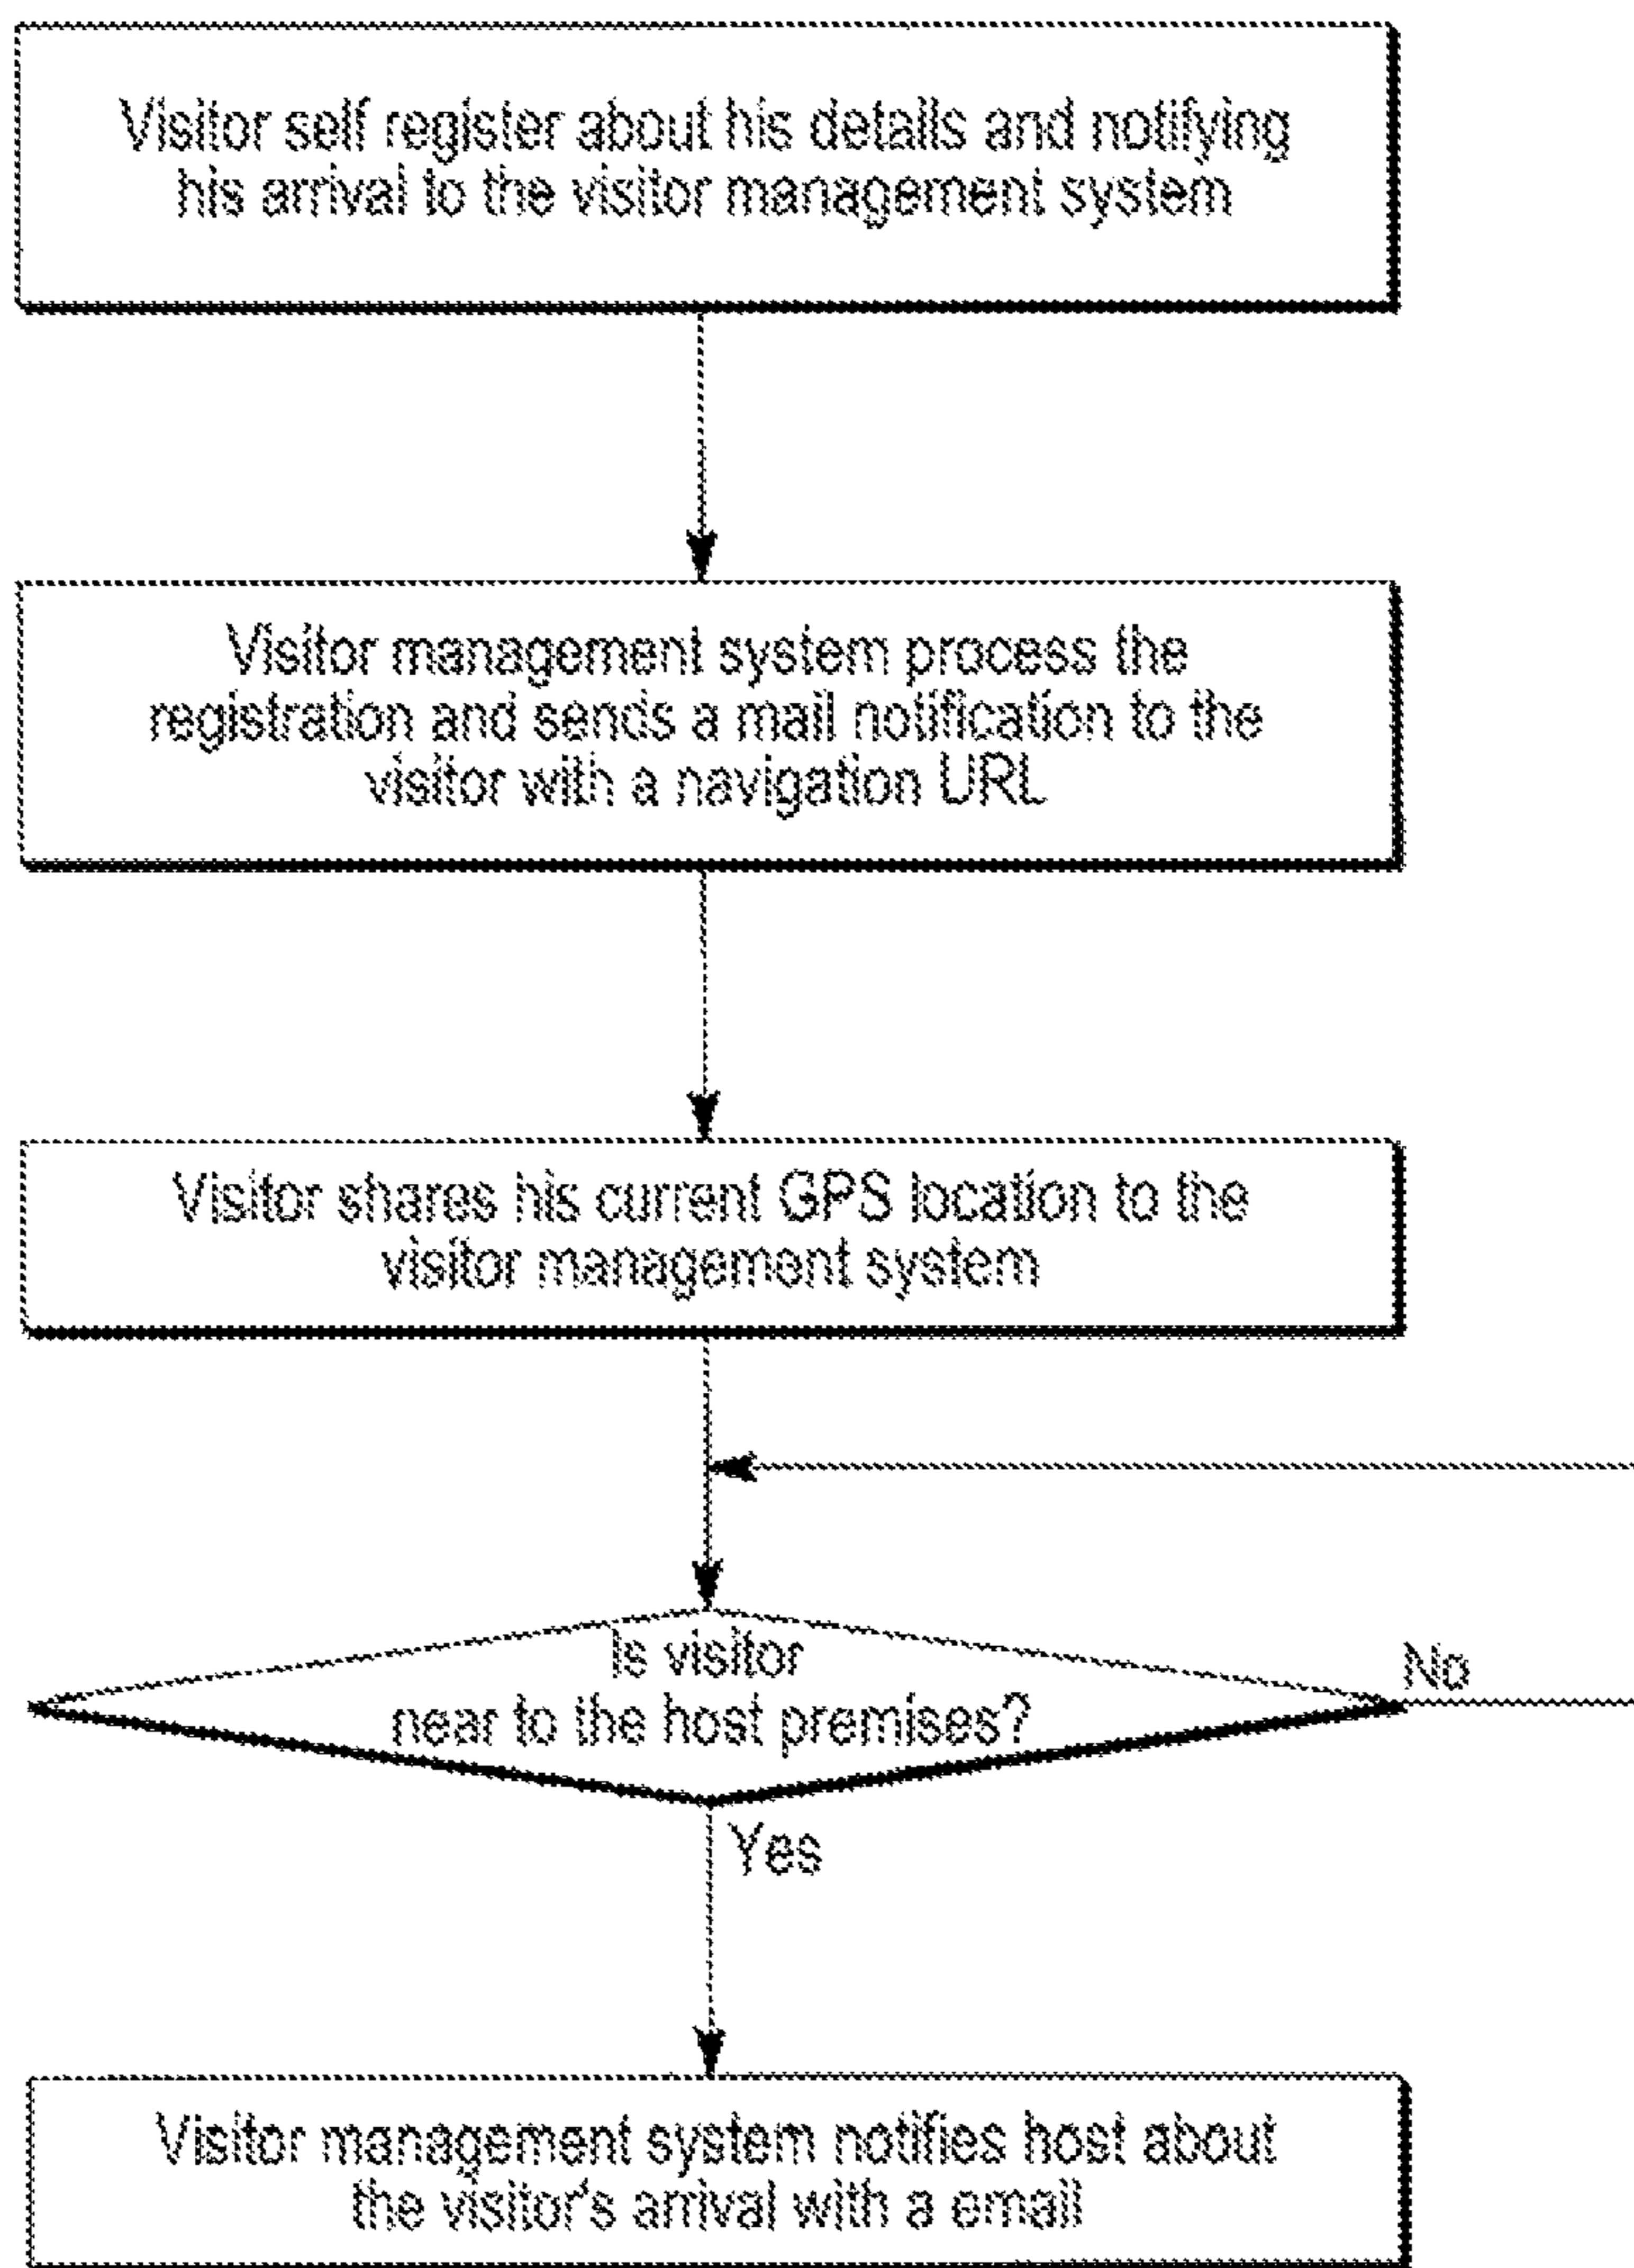 Visitor self register about his details and notifying
his arrival to the visitor management system
Visitor management system process the
registration and sends a mail notification to the
visitor with a navigation URL
Visitor shares his current GPS location to the
visitor management system
Is visitor
near to the host premises?
No
Yes
Visitor management system notifies host about
the visitor's arrival with a email